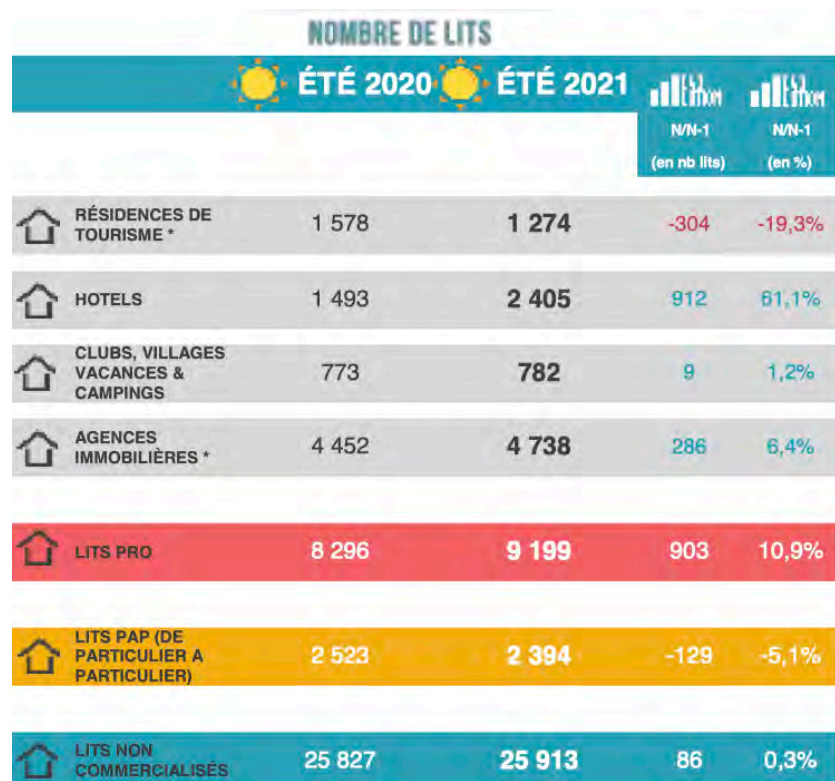 NOMBRE DE LITS
ÉTÉ 2020 ÉTÉ 2021
N/N-1 N/N-1
(en nb lits) (en %)
RÉSIDENCES DE
TOURISME * 1 578 1 274 -304 -19,3%
HOTELS 1 493 2 405 912 61,1%
CLUBS, VILLAGES
VACANCES & 773 782 9 1,2%
CAMPINGS
AGENCES
IMMOBILIÈRES * 4 452 4 738 286 6,4%
LITS PRO 8 296 9 199 903 10,9%
LITS PAP (DE
PARTICULIER A 2 523 2 394 -129 -5,1%
PARTICULIER)
LITS NON
COMMERCIALISÉS 25 827 25 913 86 0,3%